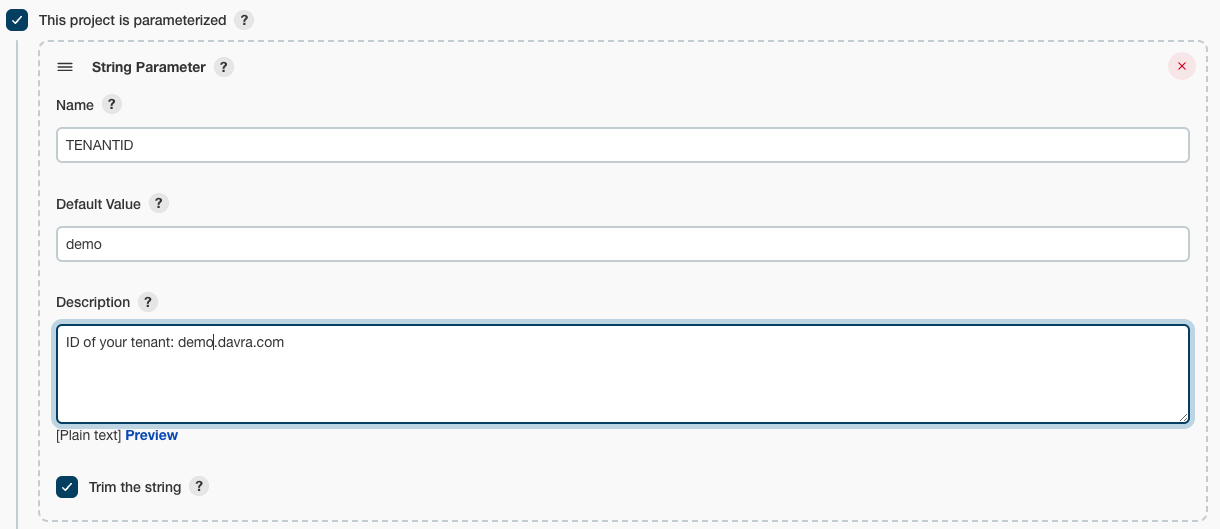 This project is parameterized ?
String Parameter ?
Name ?
TENANTID
Default Value ?
demo
Description ?
ID of your tenant: demo.davra.com
[Plain text] Preview
Trim the string ?